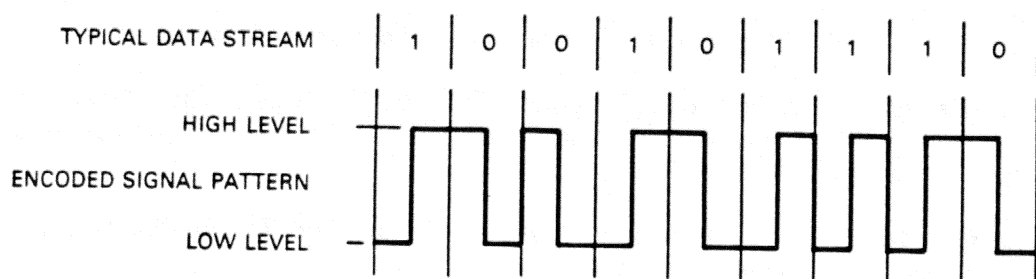 TYPICAL DATA STREAM 1 0 0 1 0 1 1 1 0
HIGH LEVEL
ENCODED SIGNAL PATTERN
LOW LEVEL